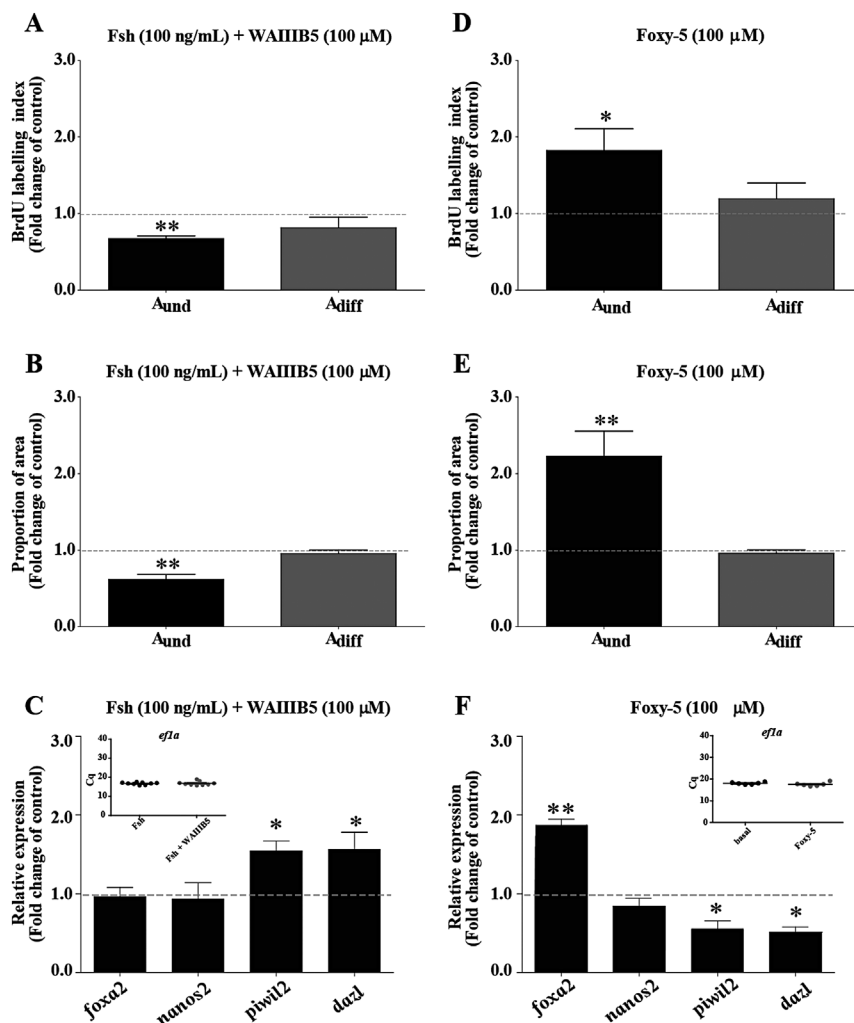 A
Fsh (100 ng/mL) + WAIIIB5 (100 µM)
BrdU labelling index
(Fold change of control)
3.0
2.0
1.0
0.0
**
Aund
Adiff
D
Foxy-5 (100 µM)
BrdU labelling index
(Fold change of control)
3.0
2.0
1.0
0.0
*
Aund
Adiff
B
Fsh (100 ng/mL) + WAIIIB5 (100 µM)
Proportion of area
(Fold change of control)
3.0
2.0
1.0
0.0
**
Aund
Adiff
E
Foxy-5 (100 µM)
Proportion of area
(Fold change of control)
3.0
2.0
1.0
0.0
**
Aund
Adiff
C
Fsh (100 ng/mL) + WAIIIB5 (100 µM)
Relative expression
(Fold change of control)
3.0
2.0
1.0
0.0
ef1a
Cq
40
30
20
10
0
Fsh
Fsh + WAIIIB5
*
*
foxa2
nanos2
piwil2
dazl
F
Foxy-5 (100 µM)
Relative expression
(Fold change of control)
3.0
2.0
1.0
0.0
ef1a
Cq
40
30
20
10
0
basal
Foxy-5
**
*
*
foxa2
nanos2
piwil2
dazl